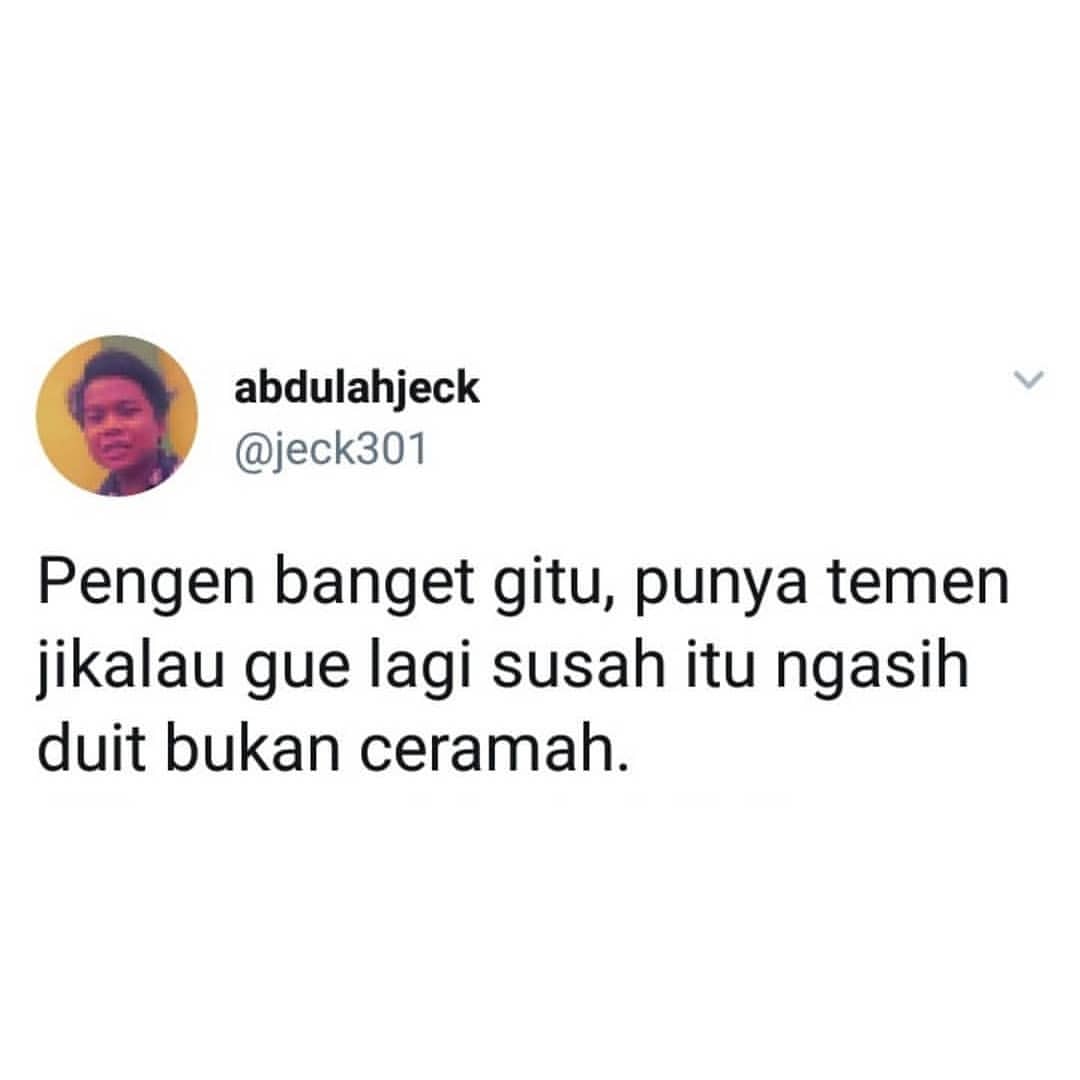 abdulahjeck
@jeck301
Pengen banget gitu, punya temen
jikalau gue lagi susah itu ngasih
duit bukan ceramah.